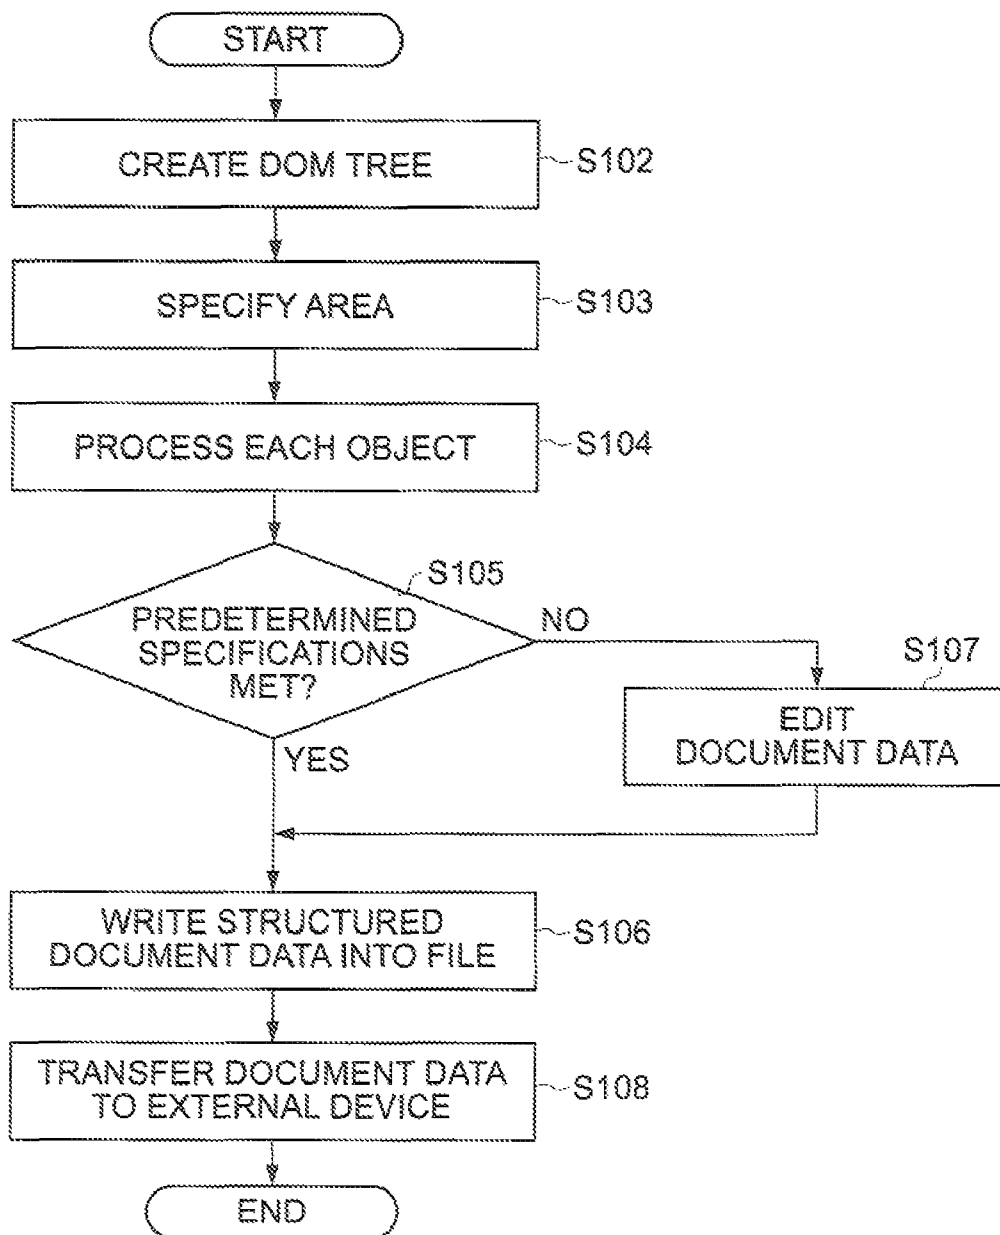 START
CREATE DOM TREE
S102
SPECIFY AREA
S103
PROCESS EACH OBJECT
S104
S105
PREDETERMINED
SPECIFICATIONS
MET?
NO
YES
S107
EDIT
DOCUMENT DATA
WRITE STRUCTURED
DOCUMENT DATA INTO FILE
S106
TRANSFER DOCUMENT DATA
TO EXTERNAL DEVICE
S108
END